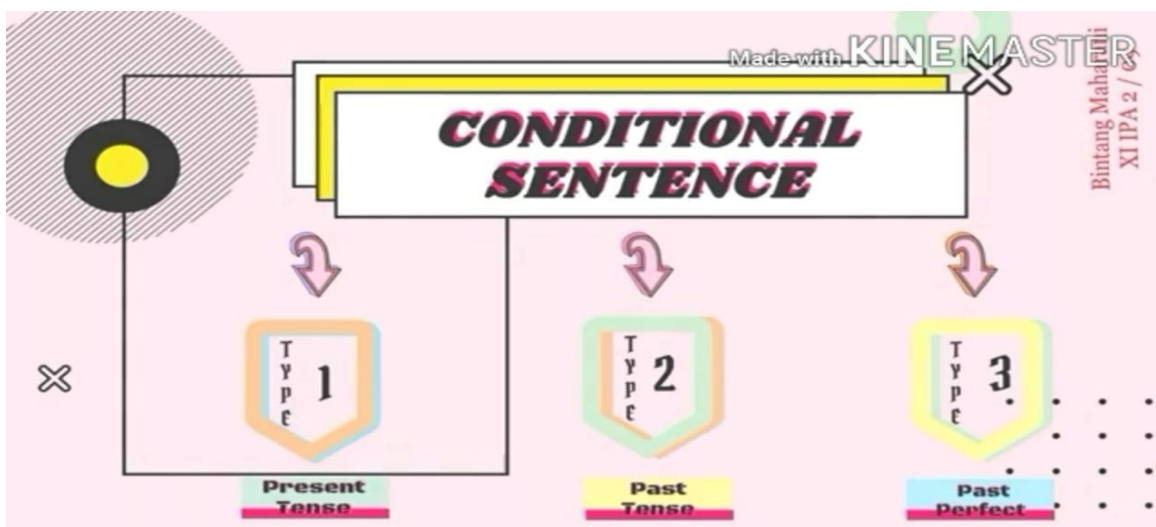 Made with KINEMASTER
CONDITIONAL
SENTENCE
Bintang Maharani
XI IPA 2 /
Type 1
Type 2
Type 3
Present
Tense
Past
Tense
Past
Perfect